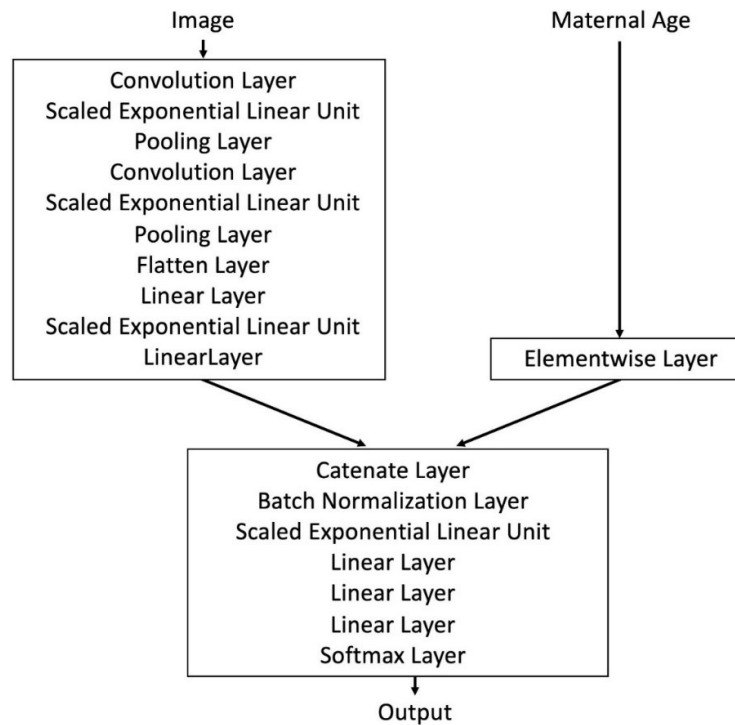 Image
Maternal Age
Convolution Layer
Scaled Exponential Linear Unit
Pooling Layer
Convolution Layer
Scaled Exponential Linear Unit
Pooling Layer
Flatten Layer
Linear Layer
Scaled Exponential Linear Unit
LinearLayer
Elementwise Layer
Catenate Layer
Batch Normalization Layer
Scaled Exponential Linear Unit
Linear Layer
Linear Layer
Linear Layer
Softmax Layer
Output